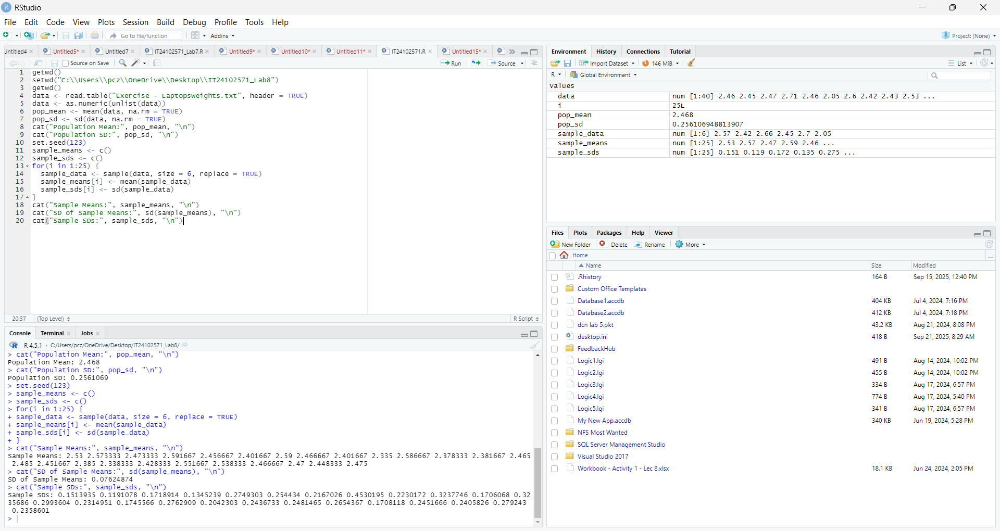 RStudio
File Edit Code View Plots Session Build Debug Profile Tools Help
Go to file/function Addins Project: (None)
Jntitled4 Untitled5* Untitled7 IT24102571_Lab7.R Untitled9* Untitled10* Untitled11* IT24102571.R Untitled15*
Source on Save Run Source
1 getwd()
2 setwd("C:\\Users\\pcz\\OneDrive\\Desktop\\IT24102571_Lab8")
3 getwd()
4 data <- read.table("Exercise - Laptopsweights.txt", header = TRUE)
5 data <- as.numeric(unlist(data))
6 pop_mean <- mean(data, na.rm = TRUE)
7 pop_sd <- sd(data, na.rm = TRUE)
8 cat("Population Mean:", pop_mean, "\n")
9 cat("Population SD:", pop_sd, "\n")
10 set.seed(123)
11 sample_means <- c()
12 sample_sds <- c()
13 for(i in 1:25) {
14 sample_data <- sample(data, size = 6, replace = TRUE)
15 sample_means[i] <- mean(sample_data)
16 sample_sds[i] <- sd(sample_data)
17 }
18 cat("Sample Means:", sample_means, "\n")
19 cat("SD of Sample Means:", sd(sample_means), "\n")
20 cat("Sample SDs:", sample_sds, "\n")
20:37 (Top Level) R Script
Console Terminal Jobs
R 4.5.1 · C:/Users/pcz/OneDrive/Desktop/IT24102571_Lab8/
> cat("Population Mean:", pop_mean, "\n")
Population Mean: 2.468
> cat("Population SD:", pop_sd, "\n")
Population SD: 0.2561069
> set.seed(123)
> sample_means <- c()
> sample_sds <- c()
> for(i in 1:25) {
+ sample_data <- sample(data, size = 6, replace = TRUE)
+ sample_means[i] <- mean(sample_data)
+ sample_sds[i] <- sd(sample_data)
+ }
> cat("Sample Means:", sample_means, "\n")
Sample Means: 2.53 2.573333 2.473333 2.591667 2.456667 2.401667 2.59 2.466667 2.401667 2.335 2.586667 2.378333 2.381667 2.465
2.485 2.451667 2.385 2.338333 2.428333 2.551667 2.538333 2.466667 2.47 2.448333 2.475
> cat("SD of Sample Means:", sd(sample_means), "\n")
SD of Sample Means: 0.07624874
> cat("Sample SDs:", sample_sds, "\n")
Sample SDs: 0.1513935 0.1191078 0.1718914 0.1345239 0.2749303 0.254434 0.2167026 0.4530195 0.2230172 0.3237746 0.1706068 0.32
35686 0.2993604 0.2314951 0.1745566 0.2762909 0.2042303 0.2436733 0.2481465 0.2654367 0.1708118 0.2451666 0.2405826 0.279243
0.2358601
>
Environment History Connections Tutorial
Import Dataset 146 MiB List
R Global Environment
Values
data num [1:40] 2.46 2.45 2.47 2.71 2.46 2.05 2.6 2.42 2.43 2.53 ...
i 25L
pop_mean 2.468
pop_sd 0.256106948813907
sample_data num [1:6] 2.57 2.42 2.66 2.45 2.7 2.05
sample_means num [1:25] 2.53 2.57 2.47 2.59 2.46 ...
sample_sds num [1:25] 0.151 0.119 0.172 0.135 0.275 ...
Files Plots Packages Help Viewer
New Folder Delete Rename More
Home ...
Name Size Modified
.Rhistory 164 B Sep 15, 2025, 12:40 PM
Custom Office Templates
Database1.accdb 404 KB Jul 4, 2024, 7:16 PM
Database2.accdb 412 KB Jul 4, 2024, 7:18 PM
dcn lab 5.pkt 43.2 KB Aug 21, 2024, 8:08 PM
desktop.ini 418 B Sep 21, 2025, 8:29 AM
FeedbackHub
Logic1.lgi 491 B Aug 14, 2024, 10:02 PM
Logic2.lgi 455 B Aug 14, 2024, 10:02 PM
Logic3.lgi 334 B Aug 17, 2024, 6:57 PM
Logic4.lgi 774 B Aug 17, 2024, 5:40 PM
Logic5.lgi 341 B Aug 17, 2024, 6:57 PM
My New App.accdb 340 KB Jun 19, 2024, 5:28 PM
NFS Most Wanted
SQL Server Management Studio
Visual Studio 2017
Workbook - Activity 1 - Lec 8.xlsx 18.1 KB Jun 24, 2024, 2:05 PM